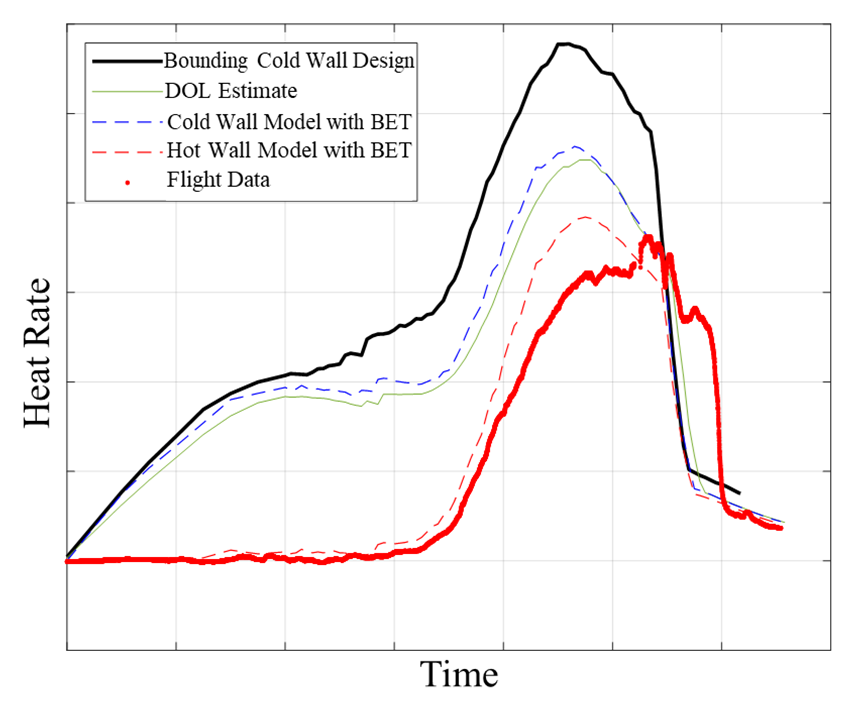 Bounding Cold Wall Design
DOL Estimate
Cold Wall Model with BET
Hot Wall Model with BET
Flight Data
Heat Rate
Time